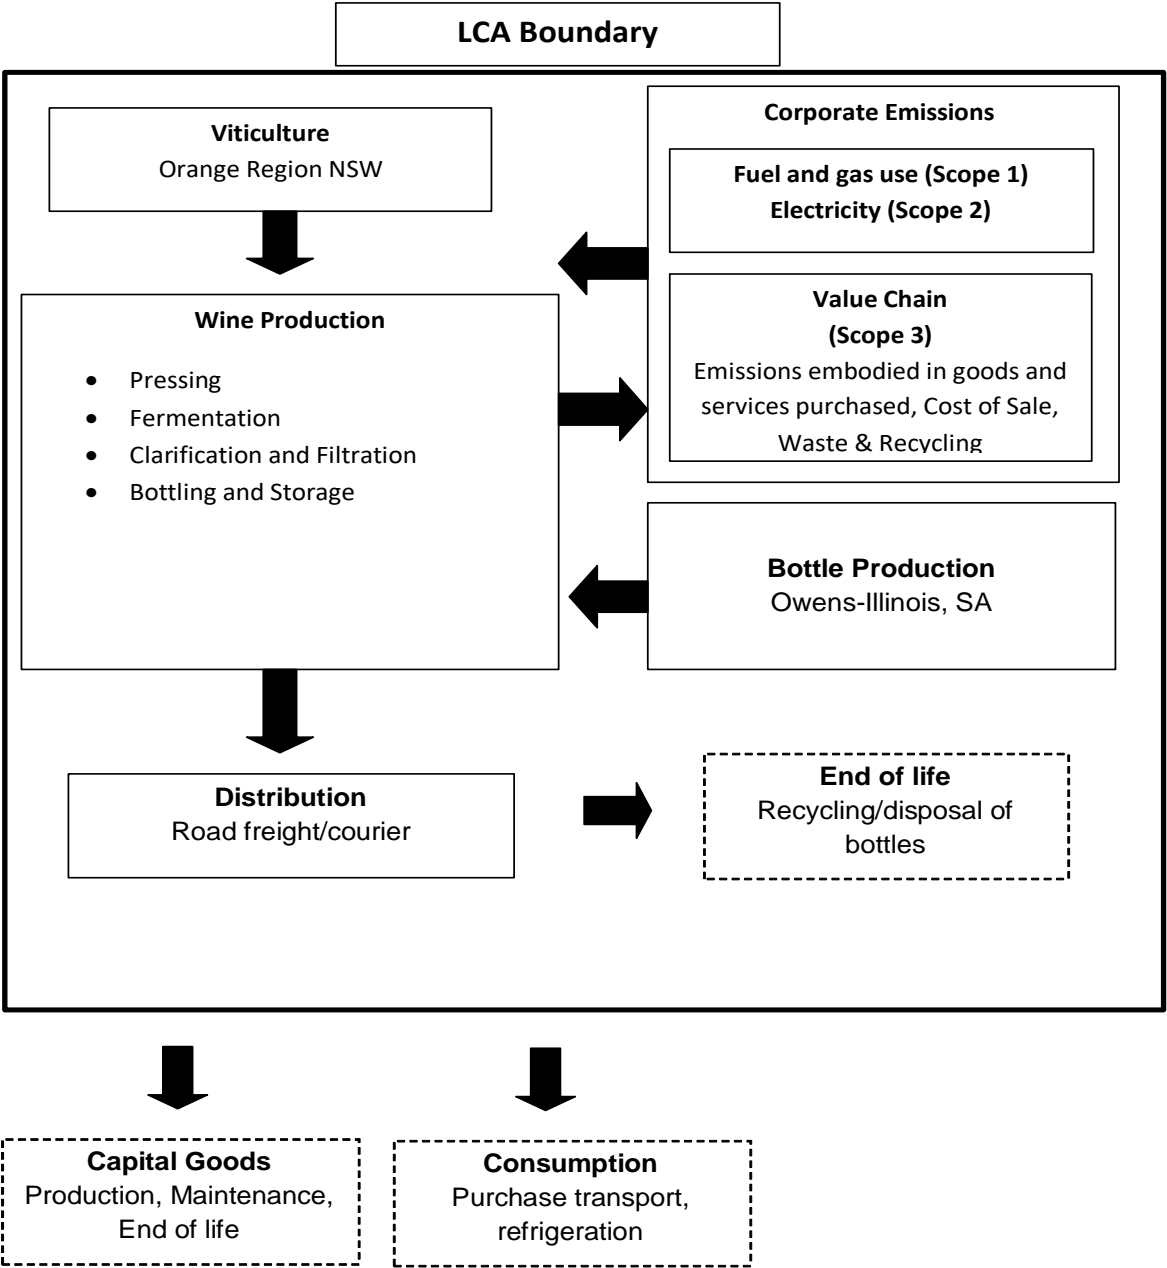 LCA Boundary
Viticulture
Orange Region NSW
Corporate Emissions
Fuel and gas use (Scope 1)
Electricity (Scope 2)
Wine Production
• Pressing
• Fermentation
• Clarification and Filtration
• Bottling and Storage
Value Chain
(Scope 3)
Emissions embodied in goods and
services purchased, Cost of Sale,
Waste & Recycling
Bottle Production
Owens-Illinois, SA
Distribution
Road freight/courier
End of life
Recycling/disposal of
bottles
Capital Goods
Production, Maintenance,
End of life
Consumption
Purchase transport,
refrigeration